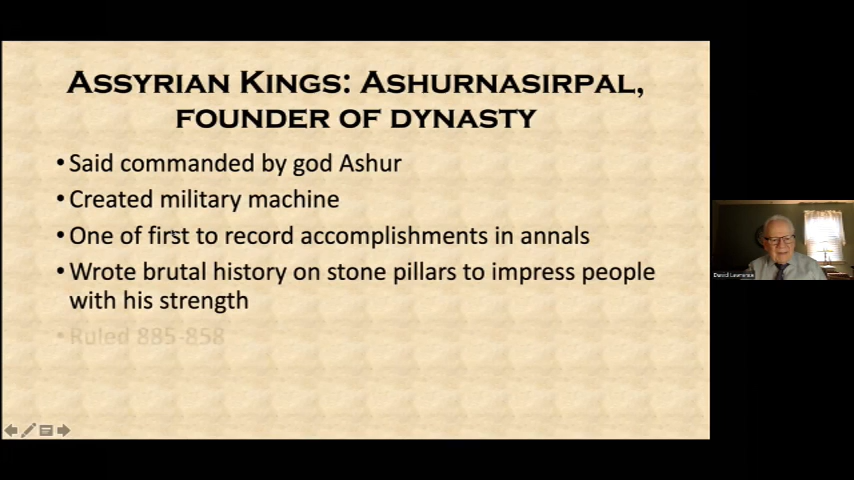 ASSYRIAN KINGS: ASHURNASIRPAL,
FOUNDER OF DYNASTY
• Said commanded by god Ashur
• Created military machine
• One of first to record accomplishments in annals
• Wrote brutal history on stone pillars to impress people
with his strength
• Ruled 885-858
David Lawrence